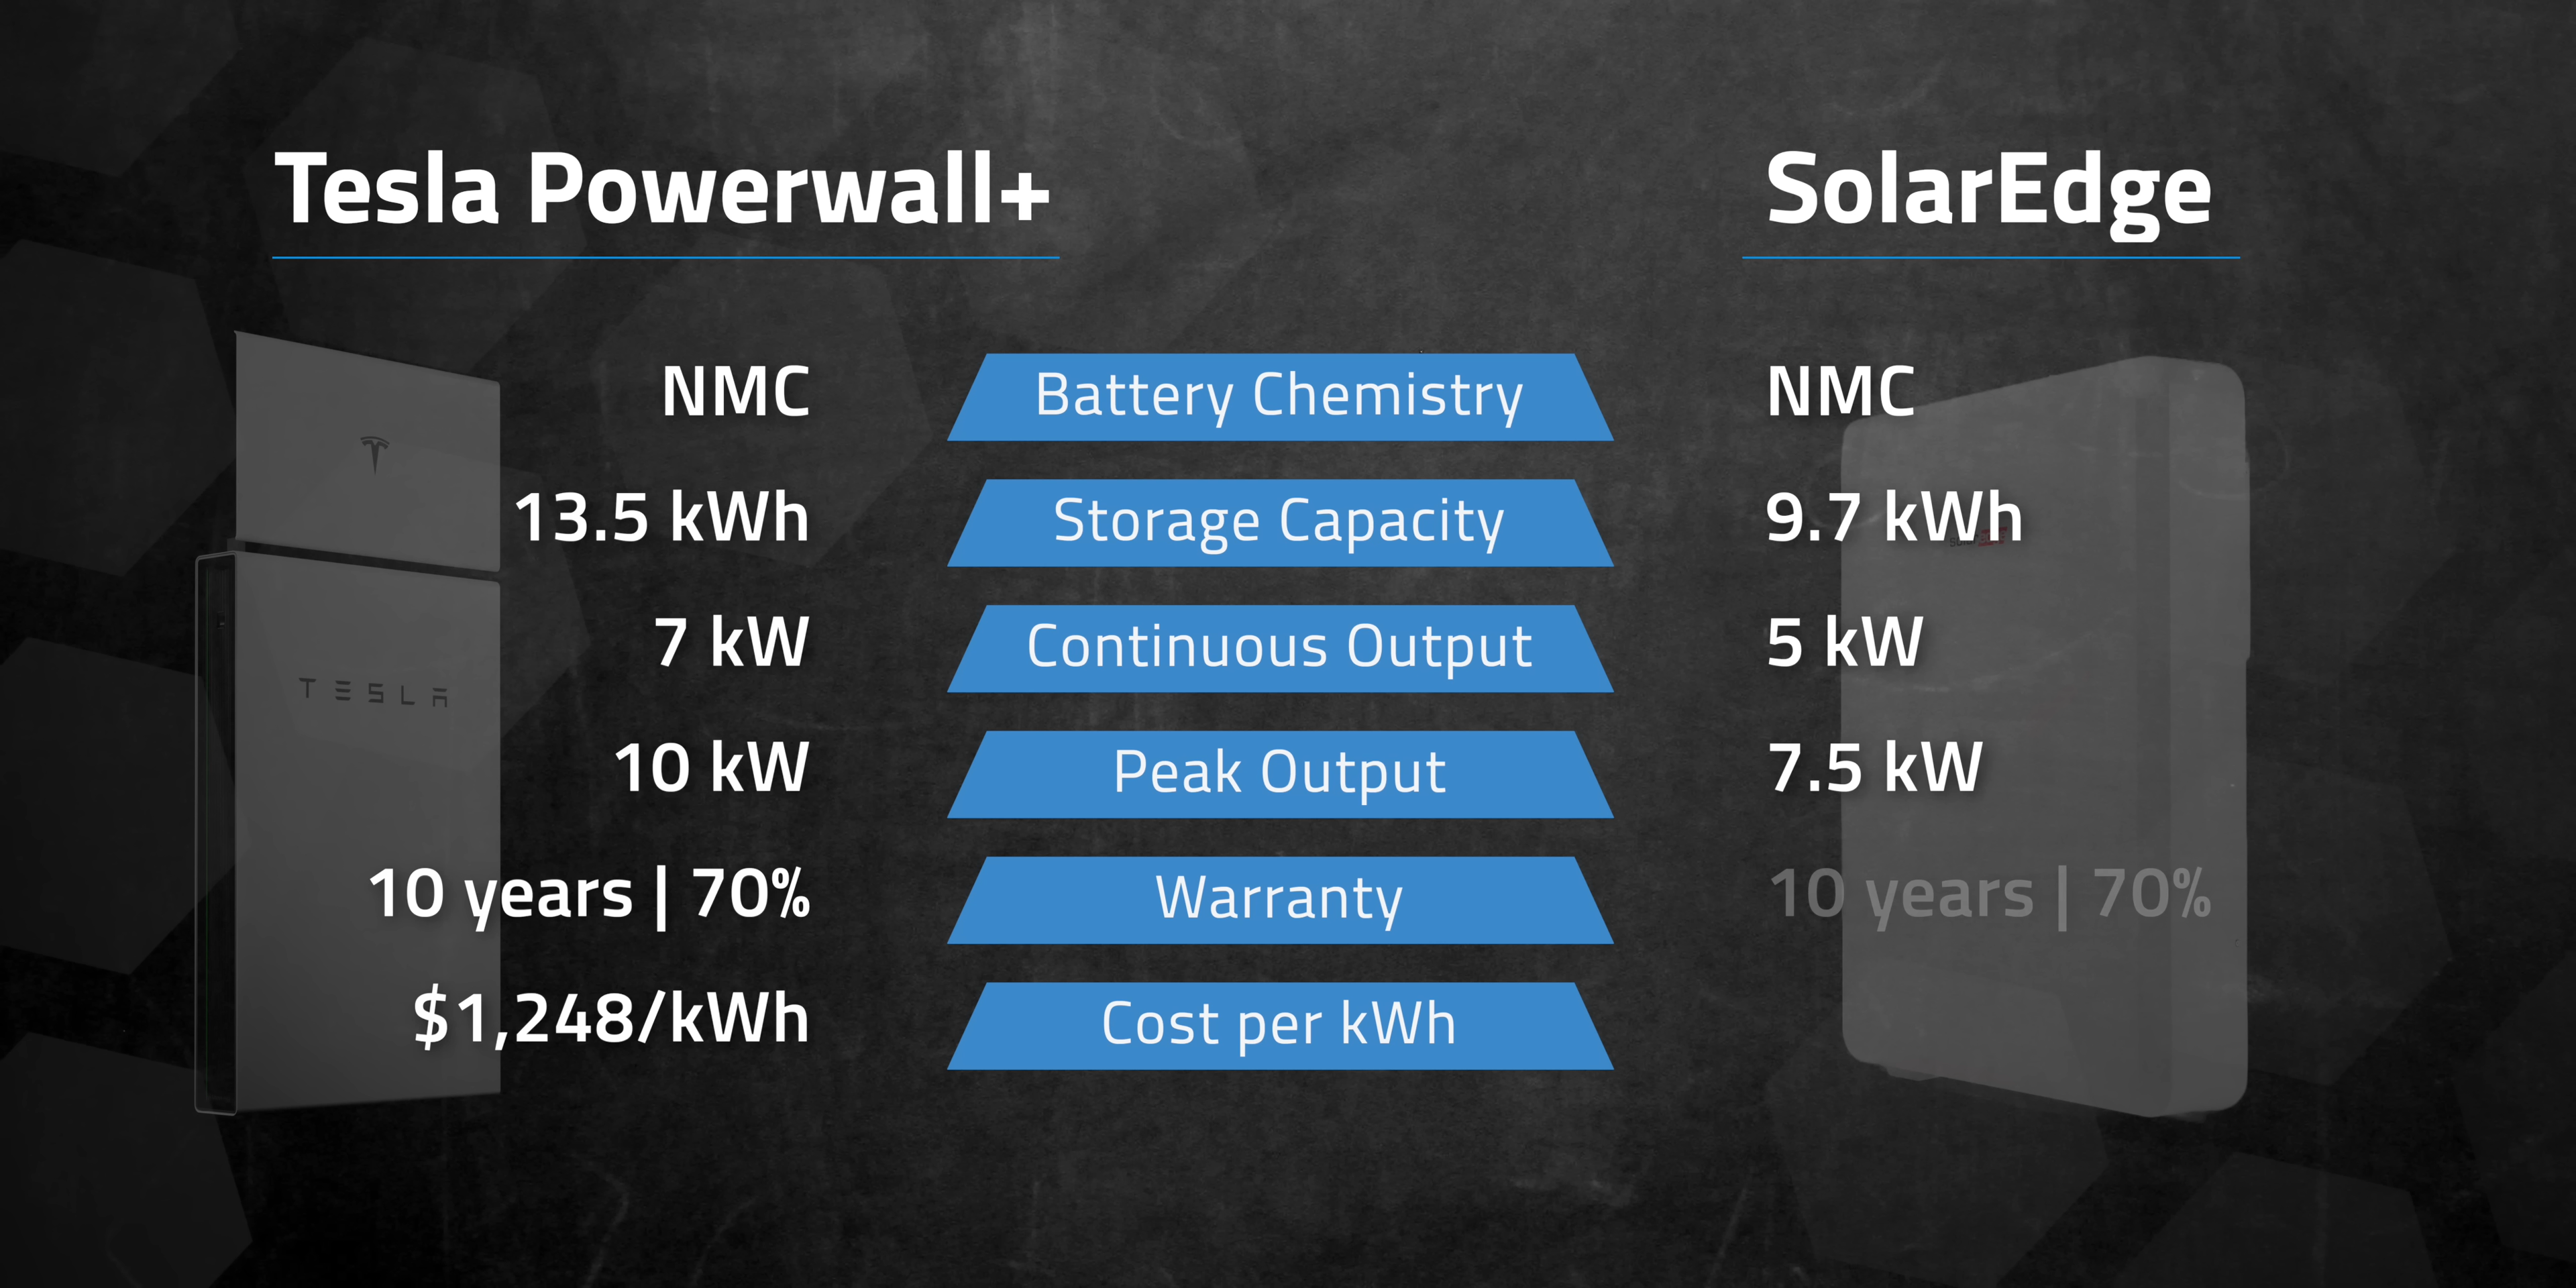 Tesla Powerwall+
SolarEdge
NMC
Battery Chemistry
NMC
13.5 kWh
Storage Capacity
9.7 kWh
7 kW
Continuous Output
5 kW
10 kW
Peak Output
7.5 kW
10 years | 70%
Warranty
10 years | 70%
$1,248/kWh
Cost per kWh
TESLA